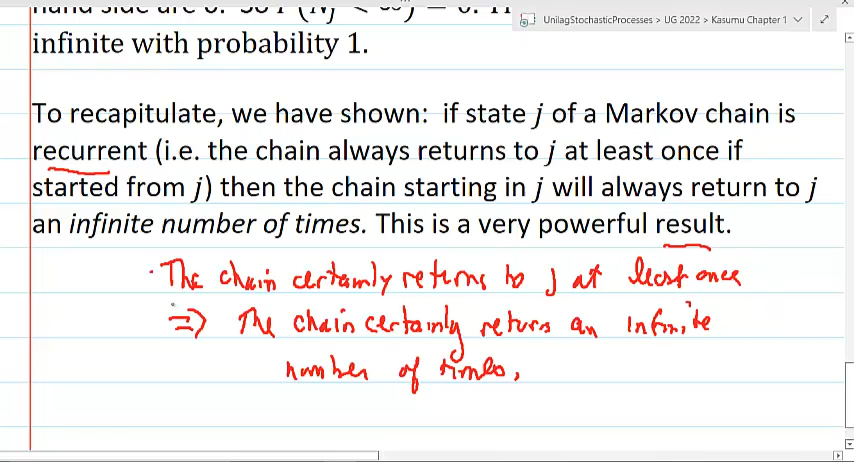 UnilagStochasticProcesses > UG 2022 > Kasumu Chapter 1
infinite with probability 1.
To recapitulate, we have shown: if state j of a Markov chain is
recurrent (i.e. the chain always returns to j at least once if
started from j) then the chain starting in j will always return to j
an infinite number of times. This is a very powerful result.
The chain certainly returns to j at least once
=> The chain certainly return an infinite
number of times,